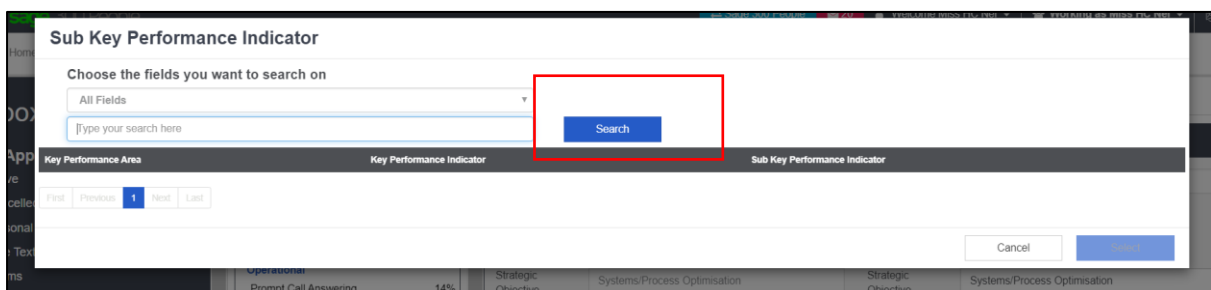 sage
Sage 300 People 20 Welcome Miss HC Nel Working as Miss HC Nel
Sub Key Performance Indicator
Home
Choose the fields you want to search on
All Fields
Type your search here
Search
Key Performance Area Key Performance Indicator Sub Key Performance Indicator
First Previous 1 Next Last
Cancel Select
Operational
Prompt Call Answering 14%
Strategic
Objective
Systems/Process Optimisation
Strategic
Objective
Systems/Process Optimisation